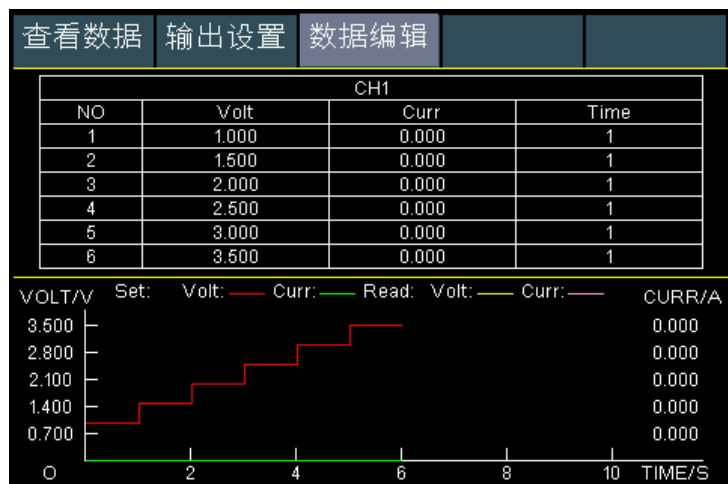 查看数据 输出设置 数据编辑
CH1
NO Volt Curr Time
1 1.000 0.000 1
2 1.500 0.000 1
3 2.000 0.000 1
4 2.500 0.000 1
5 3.000 0.000 1
6 3.500 0.000 1
VOLT/V Set: Volt: Curr: Read: Volt: Curr: CURR/A
3.500 0.000
2.800 0.000
2.100 0.000
1.400 0.000
0.700 0.000
O 2 4 6 8 10 TIME/S